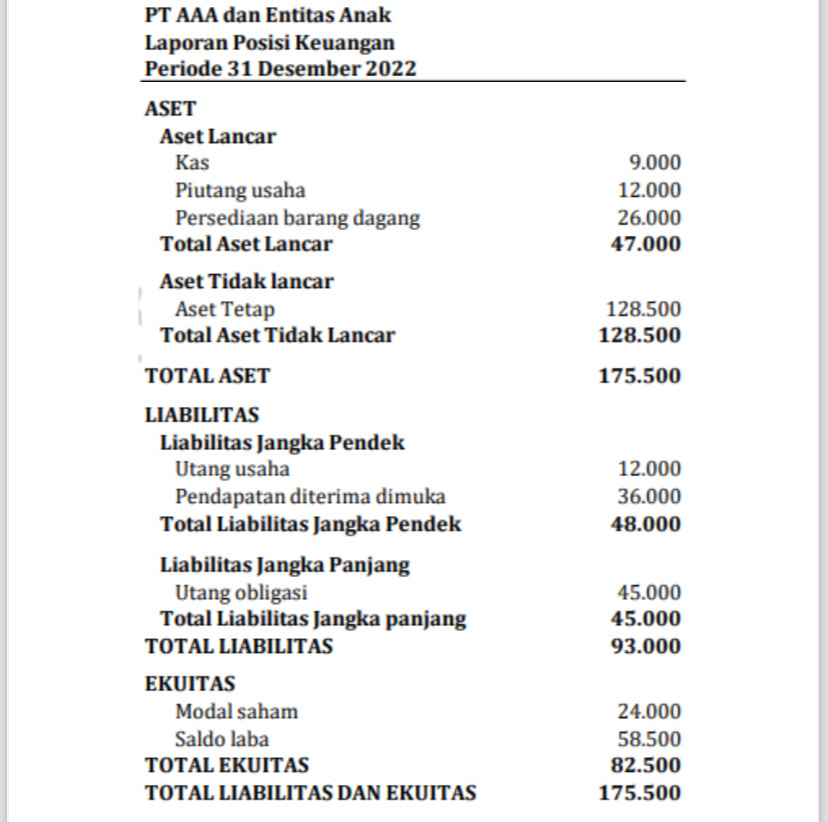 PT AAA dan Entitas Anak
Laporan Posisi Keuangan
Periode 31 Desember 2022
ASET
Aset Lancar
Kas 9.000
Piutang usaha 12.000
Persediaan barang dagang 26.000
Total Aset Lancar 47.000
Aset Tidak lancar
Aset Tetap 128.500
Total Aset Tidak Lancar 128.500
TOTAL ASET 175.500
LIABILITAS
Liabilitas Jangka Pendek
Utang usaha 12.000
Pendapatan diterima dimuka 36.000
Total Liabilitas Jangka Pendek 48.000
Liabilitas Jangka Panjang
Utang obligasi 45.000
Total Liabilitas Jangka panjang 45.000
TOTAL LIABILITAS 93.000
EKUITAS
Modal saham 24.000
Saldo laba 58.500
TOTAL EKUITAS 82.500
TOTAL LIABILITAS DAN EKUITAS 175.500